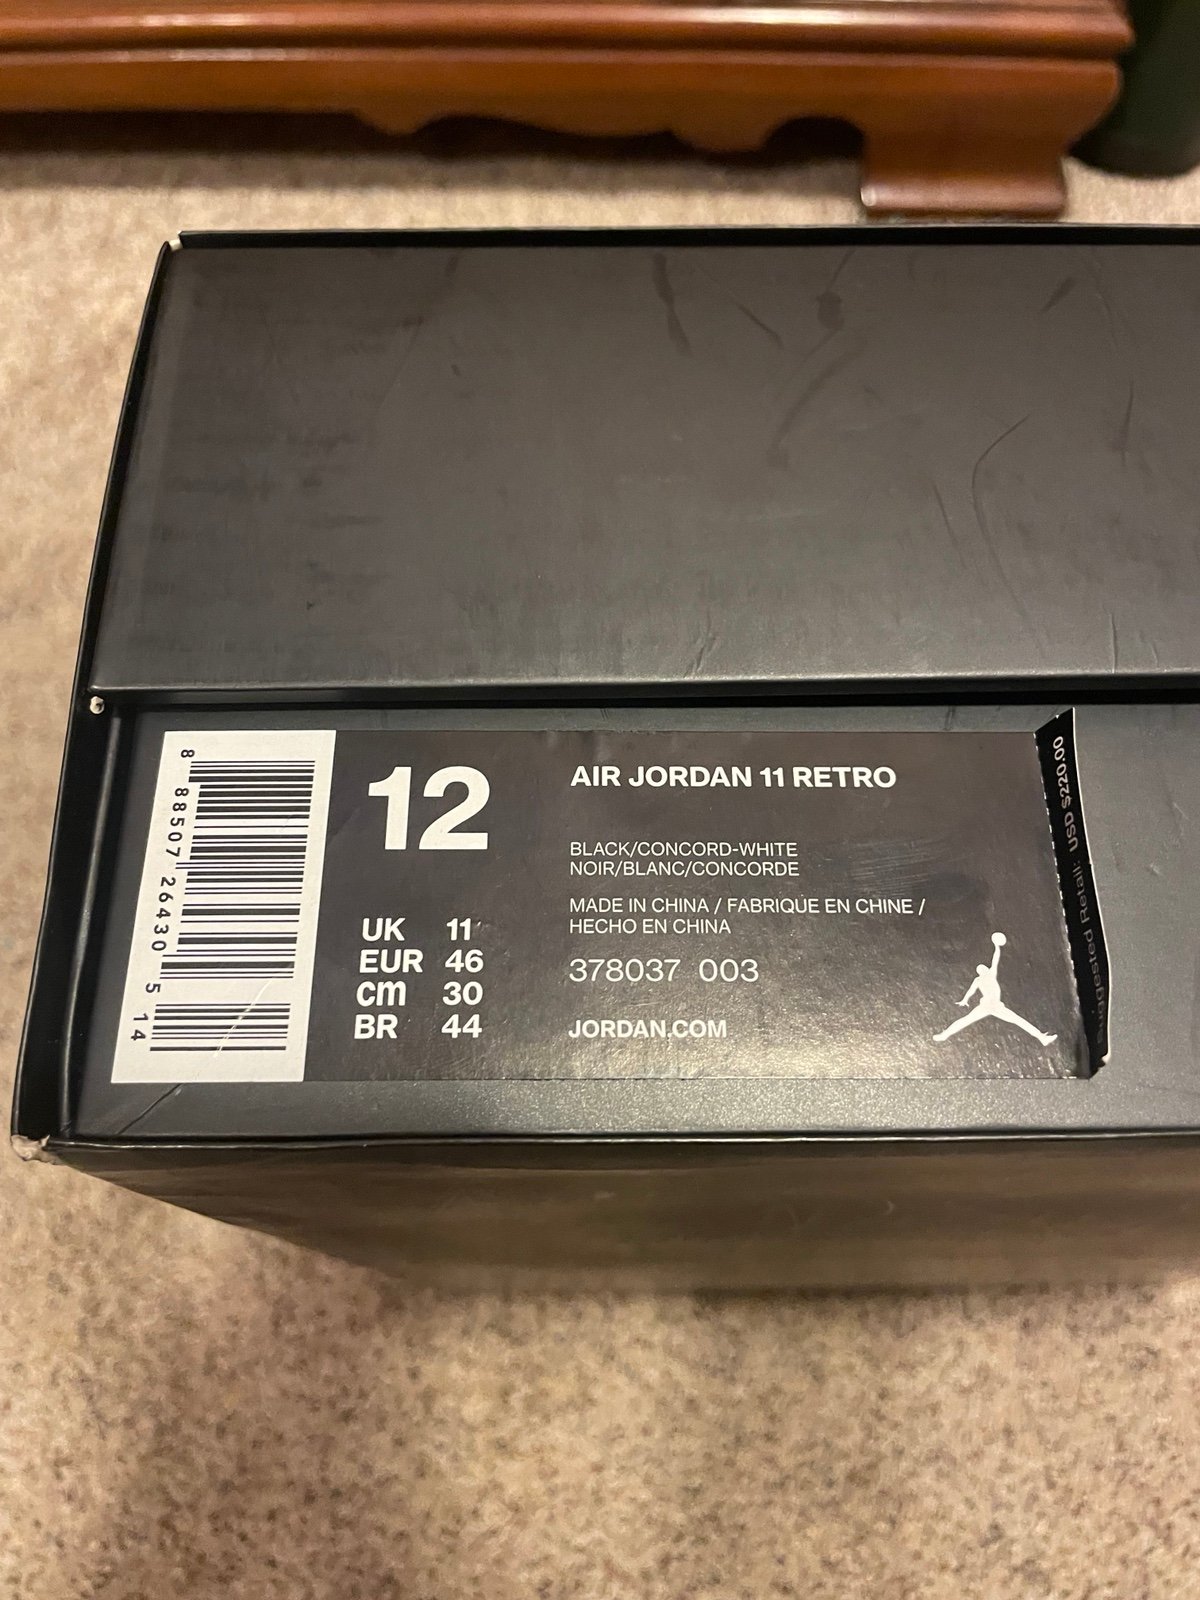 8 88507 26430 5 14
12
UK 11
EUR 46
cm 30
BR 44
AIR JORDAN 11 RETRO
BLACK/CONCORD-WHITE
NOIR/BLANC/CONCORDE
MADE IN CHINA / FABRIQUE EN CHINE /
HECHO EN CHINA
378037 003
JORDAN.COM
Suggested Retail: USD $220.00